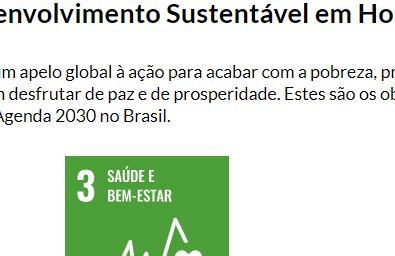 envolvimento Sustentável em Ho
um apelo global à ação para acabar com a pobreza, pr
n desfrutar de paz e de prosperidade. Estes são os ob
Agenda 2030 no Brasil.
3 SAÚDE E
BEM-ESTAR